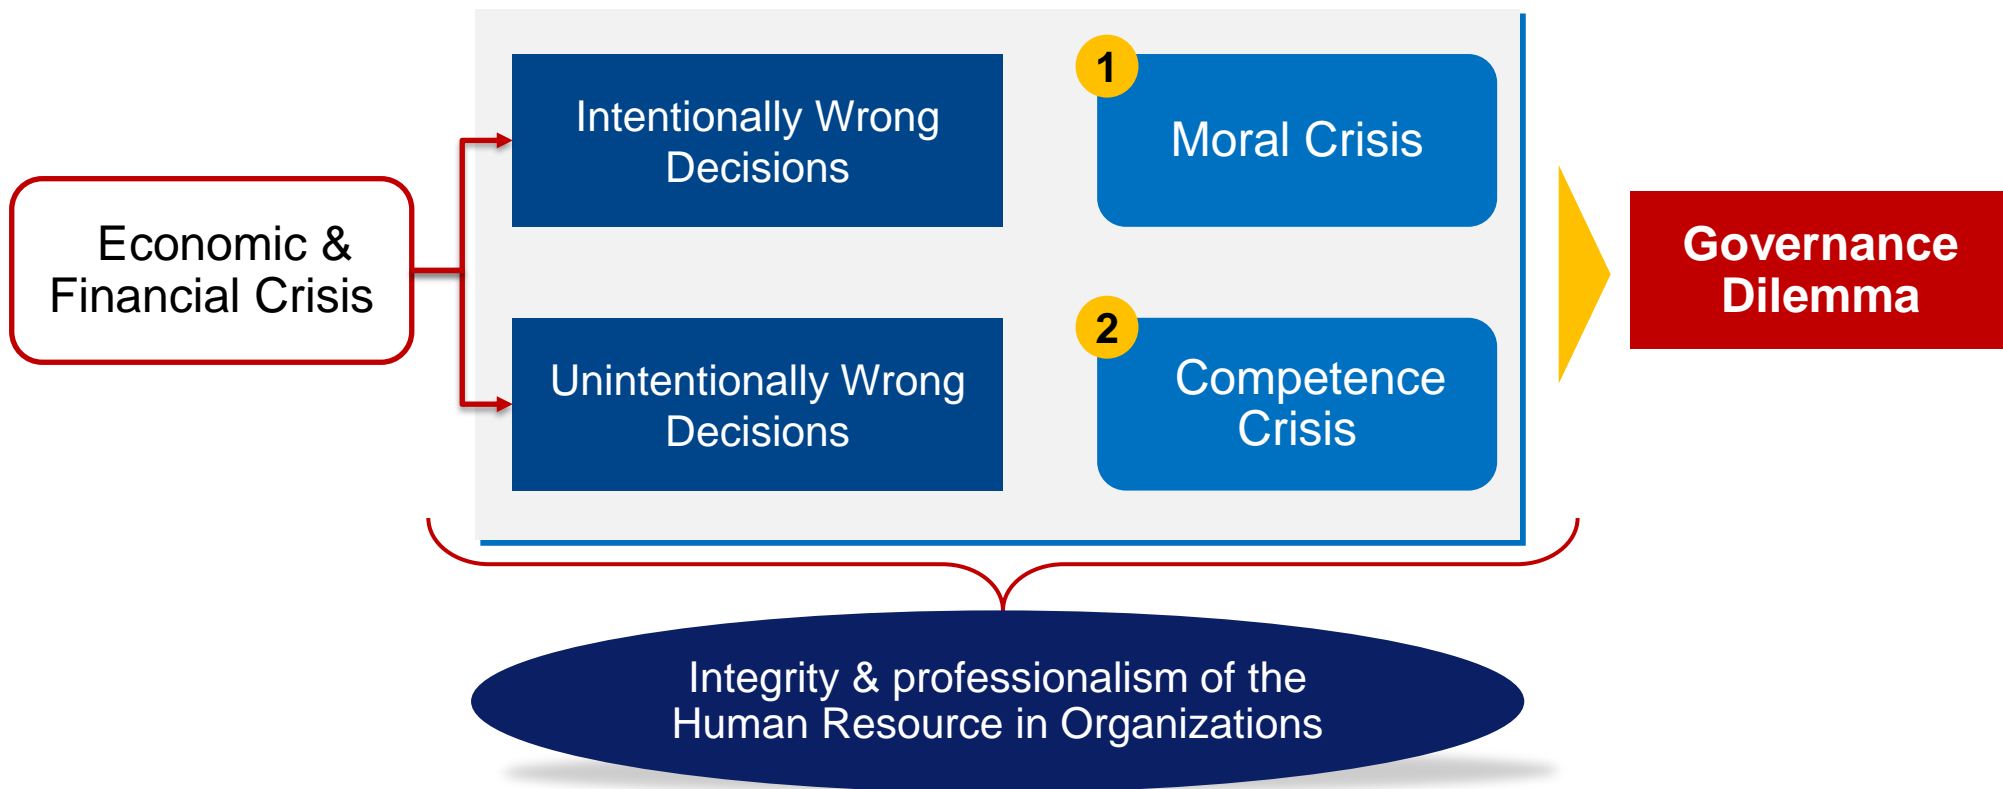 Economic &
Financial Crisis
Intentionally Wrong
Decisions
1
Moral Crisis
Unintentionally Wrong
Decisions
2
Competence
Crisis
Governance
Dilemma
Integrity & professionalism of the
Human Resource in Organizations